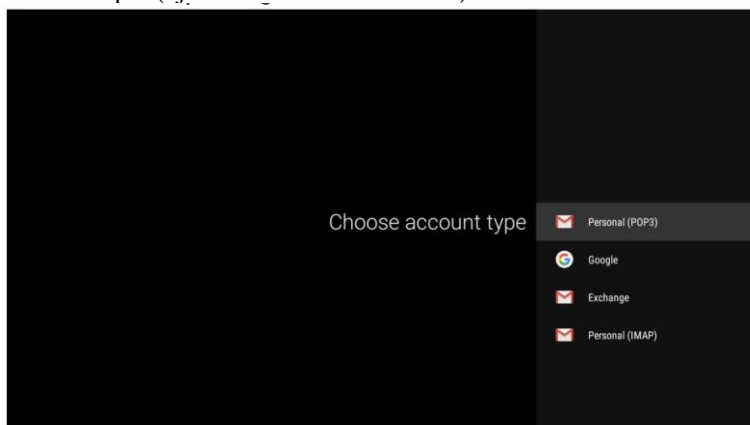 Choose account type
Personal (POP3)
Google
Exchange
Personal (IMAP)